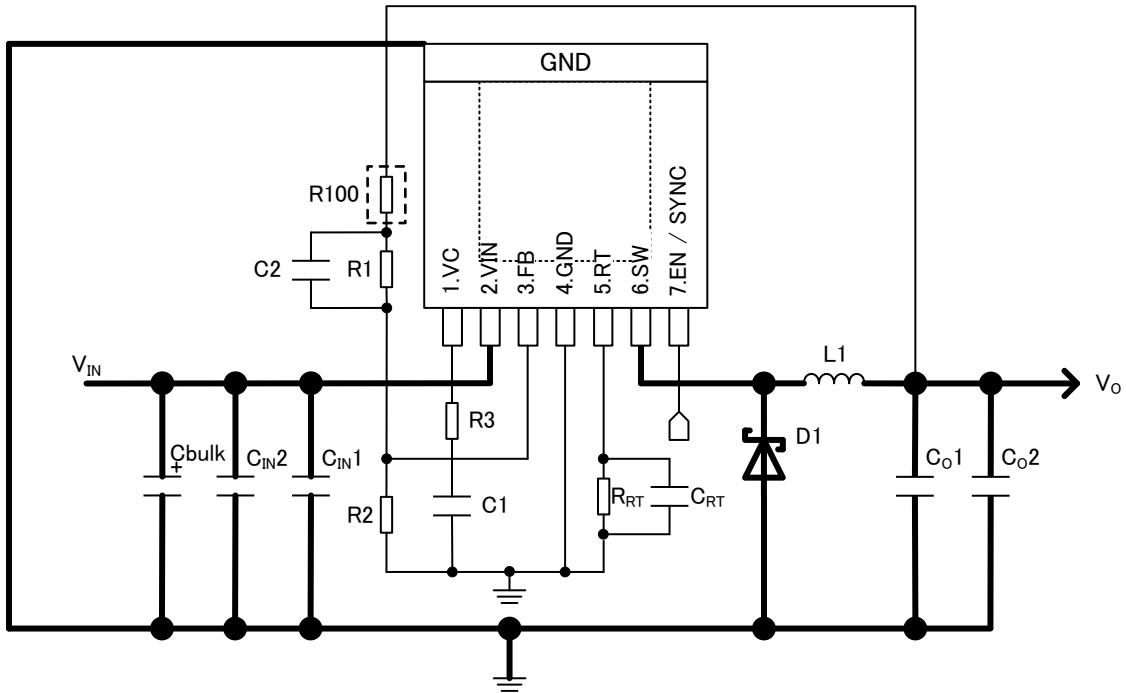 GND
R100
C2
R1
1.VC
2.VIN
3.FB
4.GND
5.RT
6.SW
7.EN / SYNC
VIN
L1
VO
R3
D1
Cbulk
+
CIN2
CIN1
CO1
CO2
R2
C1
RRT
CRT